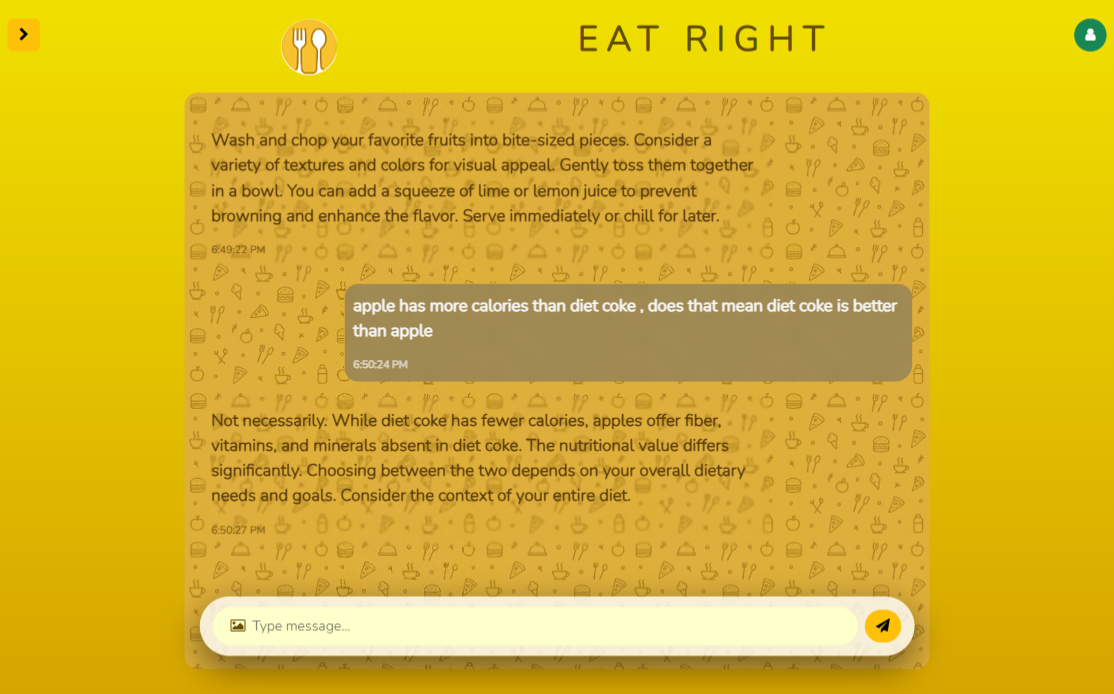 EAT RIGHT
Wash and chop your favorite fruits into bite-sized pieces. Consider a
variety of textures and colors for visual appeal. Gently toss them together
in a bowl. You can add a squeeze of lime or lemon juice to prevent
browning and enhance the flavor. Serve immediately or chill for later.
6:49:22 PM
apple has more calories than diet coke , does that mean diet coke is better
than apple
6:50:24 PM
Not necessarily. While diet coke has fewer calories, apples offer fiber,
vitamins, and minerals absent in diet coke. The nutritional value differs
significantly. Choosing between the two depends on your overall dietary
needs and goals. Consider the context of your entire diet.
6:50:27 PM
Type message...